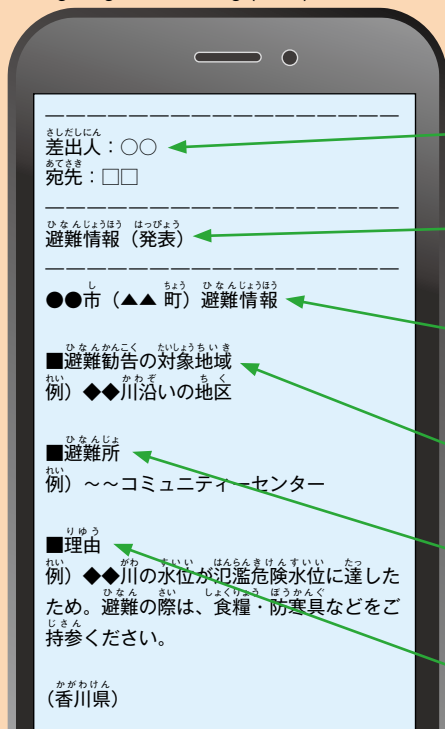 ————————————————
差出人：○○
宛先：□□
————————————————
避難情報（発表）
————————————————
●●市（▲▲ 町）避難情報
■避難勧告の対象地域
例）◆◆川沿いの地区
■避難所
例）～～コミュニティーセンター
■理由
例）◆◆川の水位が氾濫危険水位に達した
ため。避難の際は、食糧・防寒具などをご
持参ください。
（香川県）